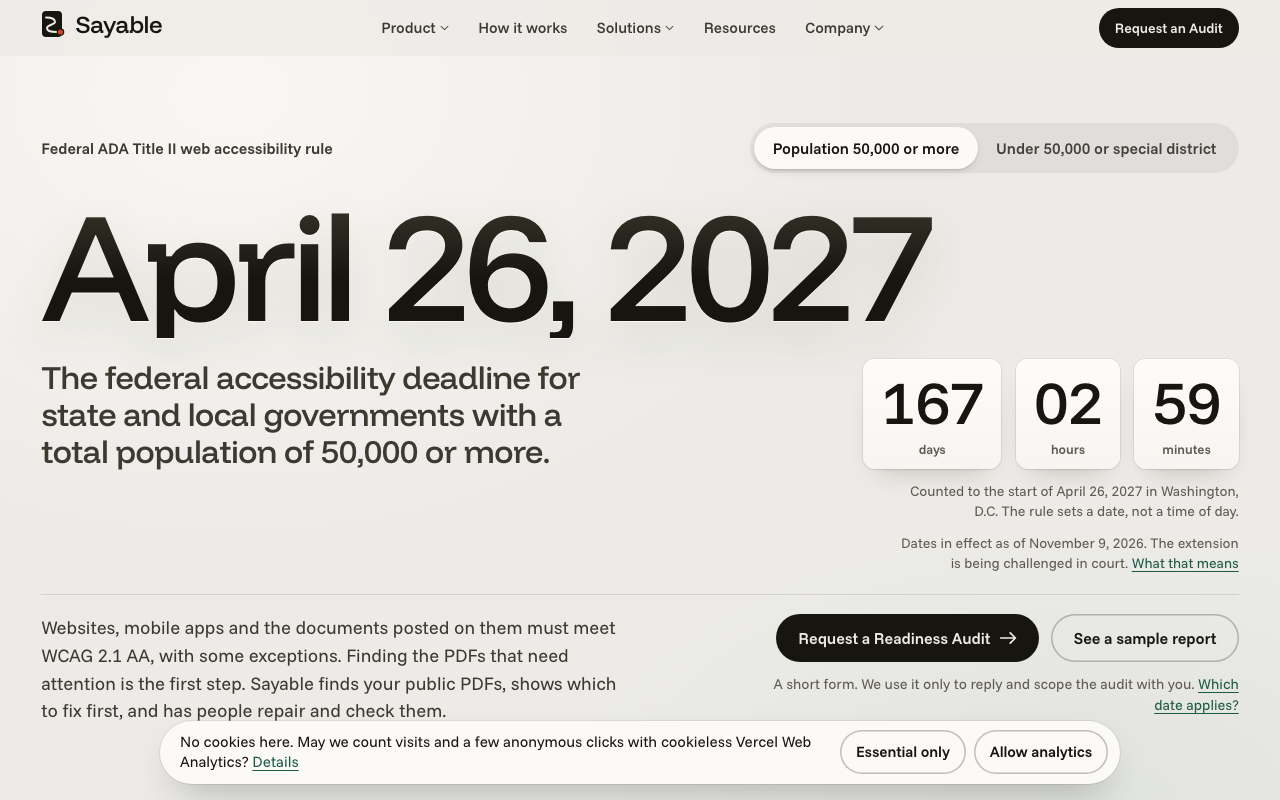 Sayable
Product
How it works
Solutions
Resources
Company
Request an Audit
Federal ADA Title II web accessibility rule
Population 50,000 or more
Under 50,000 or special district
April 26, 2027
The federal accessibility deadline for
state and local governments with a
total population of 50,000 or more.
167
days
02
hours
59
minutes
Counted to the start of April 26, 2027 in Washington,
D.C. The rule sets a date, not a time of day.
Dates in effect as of November 9, 2026. The extension
is being challenged in court. What that means
Websites, mobile apps and the documents posted on them must meet
WCAG 2.1 AA, with some exceptions. Finding the PDFs that need
attention is the first step. Sayable finds your public PDFs, shows which
to fix first, and has people repair and check them.
Request a Readiness Audit
See a sample report
A short form. We use it only to reply and scope the audit with you. Which
date applies?
No cookies here. May we count visits and a few anonymous clicks with cookieless Vercel Web
Analytics? Details
Essential only
Allow analytics